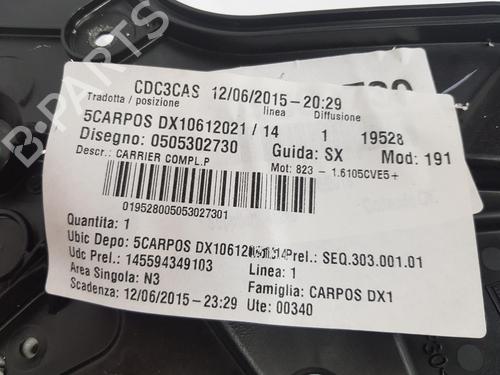 CDC3CAS 12/06/2015-20:29
Tradotta / posizione linea Diffusione
5CARPOS DX10612021 / 14 1 19528
Disegno: 0505302730 Guida: SX Mod: 191
Descr.: CARRIER COMPL.P Mot: 823 - 1.6105CVE5+
019528005053027301
Quantita: 1
Ubic Depo: 5CARPOS DX10612 Prel.: SEQ.303.001.01
Udc Prel.: 145594349103 Linea: 1
Area Singola: N3 Famiglia: CARPOS DX1
Scadenza: 12/06/2015-23:29 Ute: 00340
B-PARTS